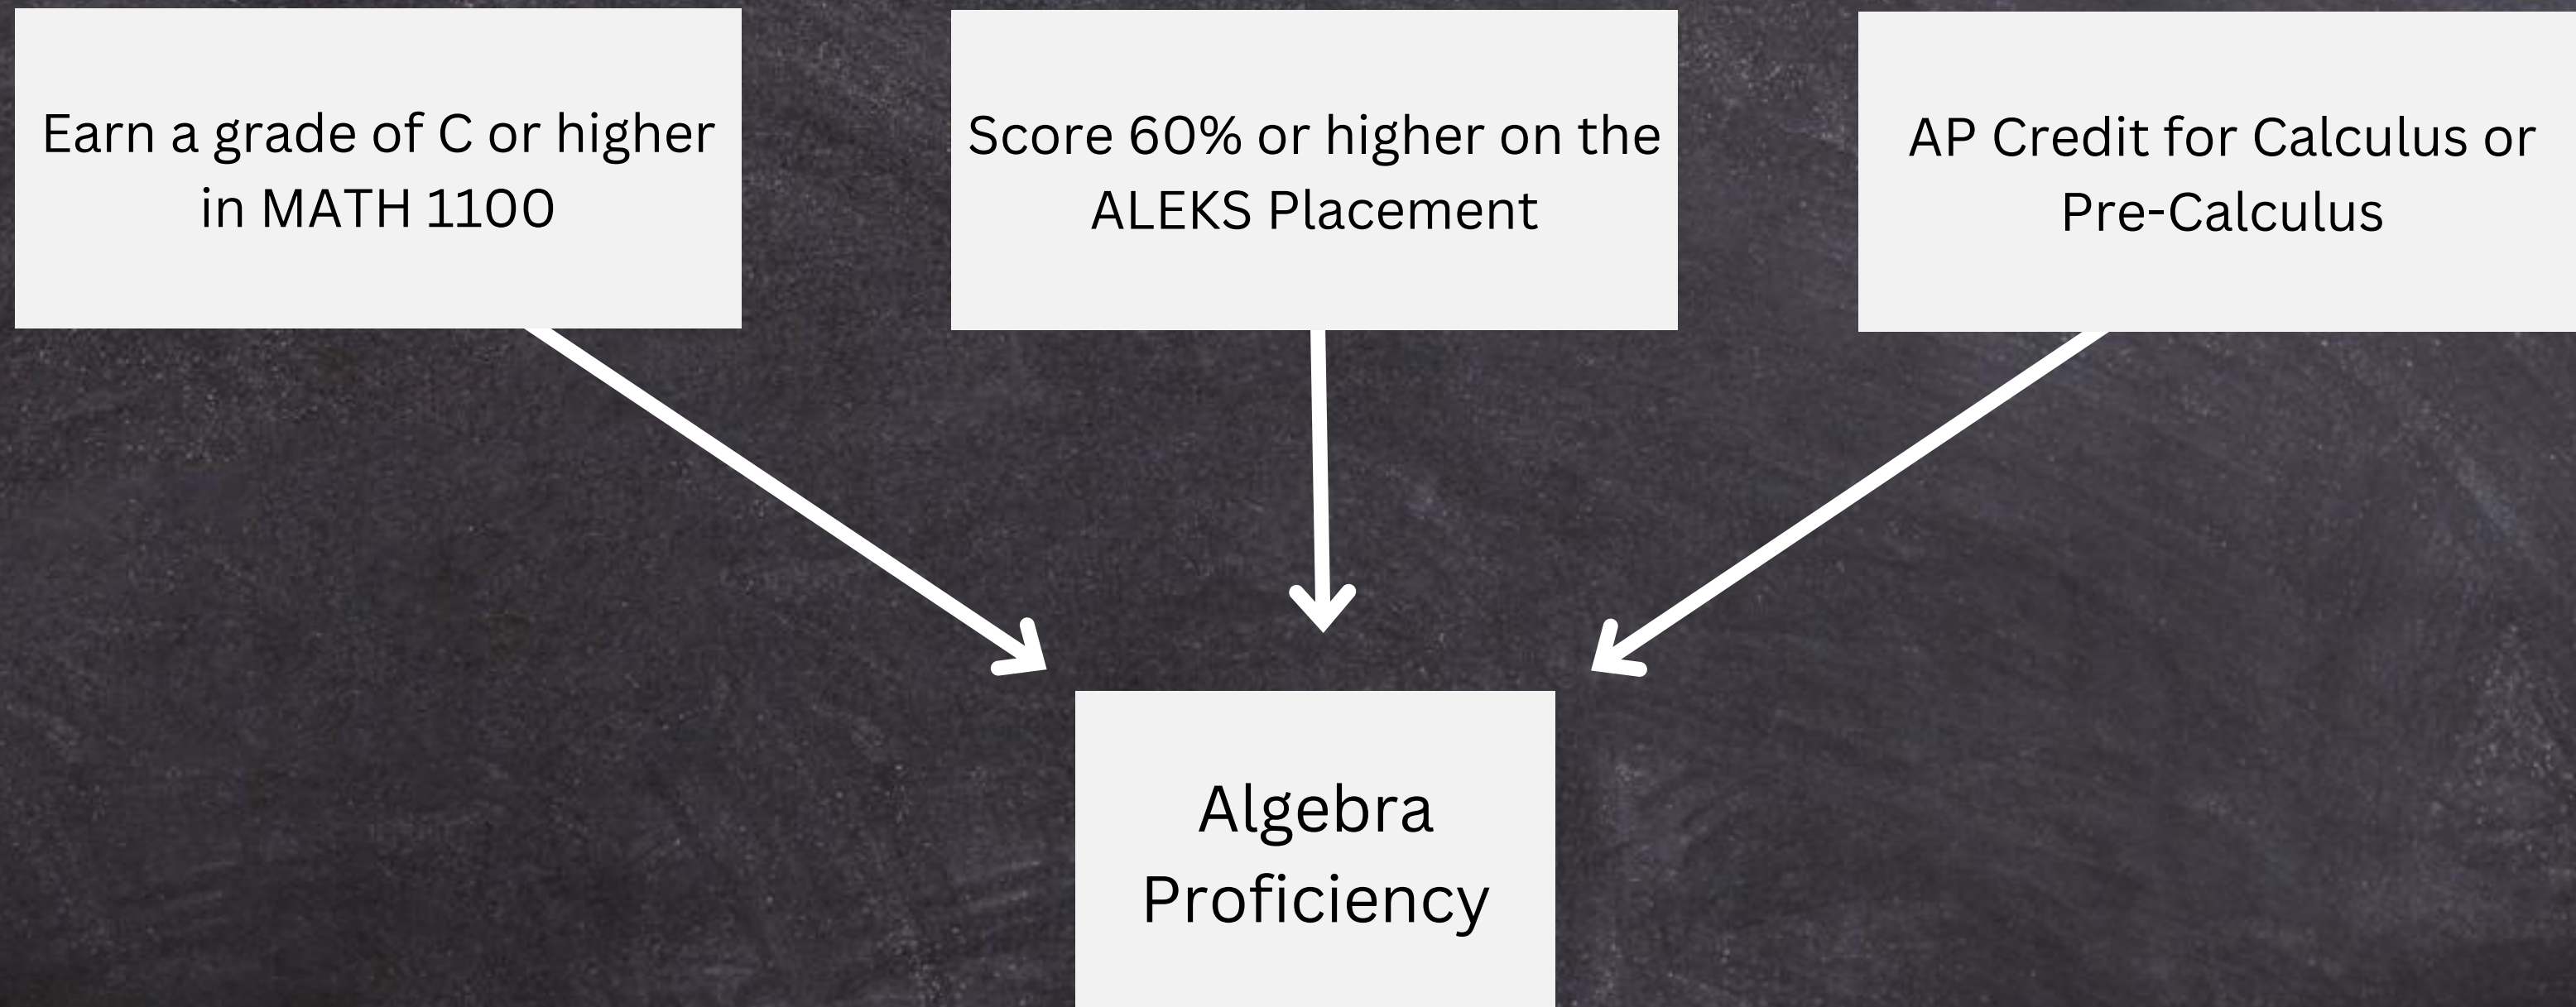 Earn a grade of C or higher
in MATH 1100
Score 60% or higher on the
ALEKS Placement
AP Credit for Calculus or
Pre-Calculus
Algebra
Proficiency